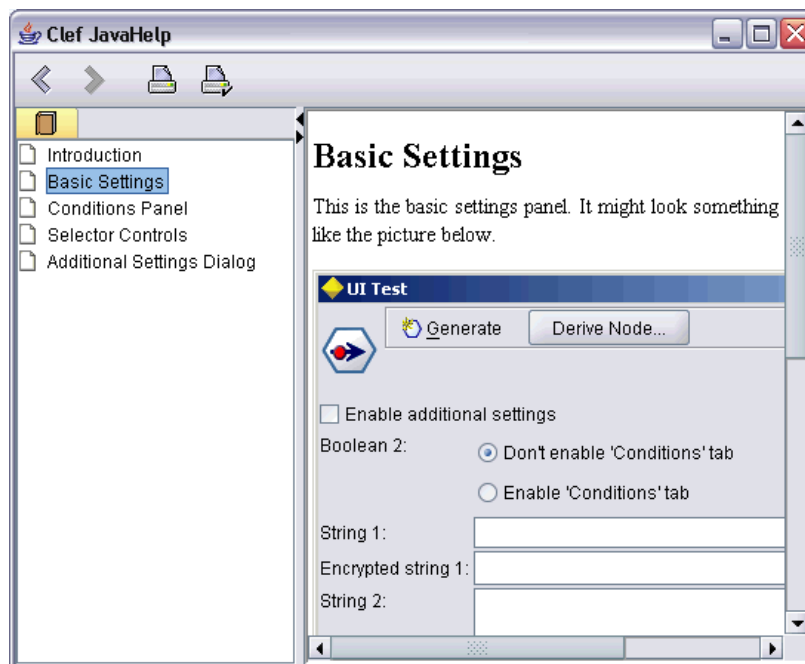 Clef JavaHelp
Introduction
Basic Settings
Conditions Panel
Selector Controls
Additional Settings Dialog
Basic Settings
This is the basic settings panel. It might look something
like the picture below.
UI Test
Generate
Derive Node...
Enable additional settings
Boolean 2:
Don't enable 'Conditions' tab
Enable 'Conditions' tab
String 1:
Encrypted string 1:
String 2: